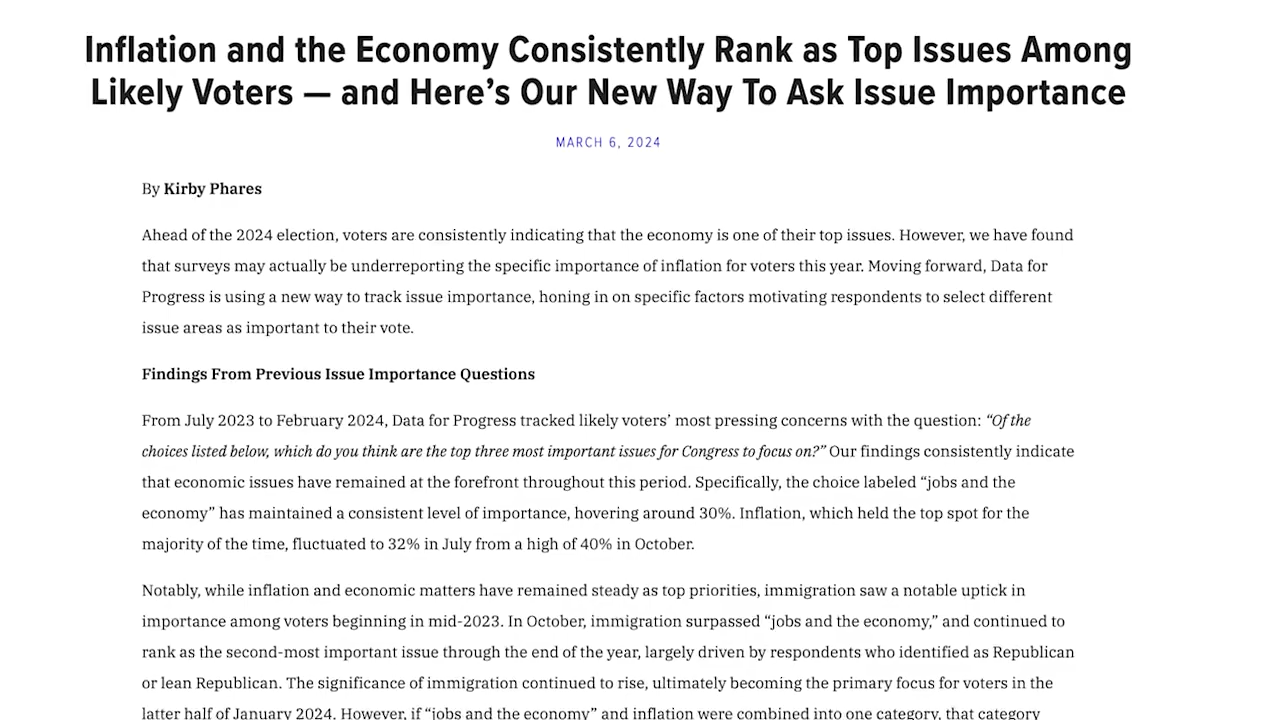 Inflation and the Economy Consistently Rank as Top Issues Among
Likely Voters — and Here’s Our New Way To Ask Issue Importance
MARCH 6, 2024
By Kirby Phares
Ahead of the 2024 election, voters are consistently indicating that the economy is one of their top issues. However, we have found
that surveys may actually be underreporting the specific importance of inflation for voters this year. Moving forward, Data for
Progress is using a new way to track issue importance, honing in on specific factors motivating respondents to select different
issue areas as important to their vote.
Findings From Previous Issue Importance Questions
From July 2023 to February 2024, Data for Progress tracked likely voters’ most pressing concerns with the question: “Of the
choices listed below, which do you think are the top three most important issues for Congress to focus on?” Our findings consistently indicate
that economic issues have remained at the forefront throughout this period. Specifically, the choice labeled “jobs and the
economy” has maintained a consistent level of importance, hovering around 30%. Inflation, which held the top spot for the
majority of the time, fluctuated to 32% in July from a high of 40% in October.
Notably, while inflation and economic matters have remained steady as top priorities, immigration saw a notable uptick in
importance among voters beginning in mid-2023. In October, immigration surpassed “jobs and the economy,” and continued to
rank as the second-most important issue through the end of the year, largely driven by respondents who identified as Republican
or lean Republican. The significance of immigration continued to rise, ultimately becoming the primary focus for voters in the
latter half of January 2024. However, if “jobs and the economy” and inflation were combined into one category, that category